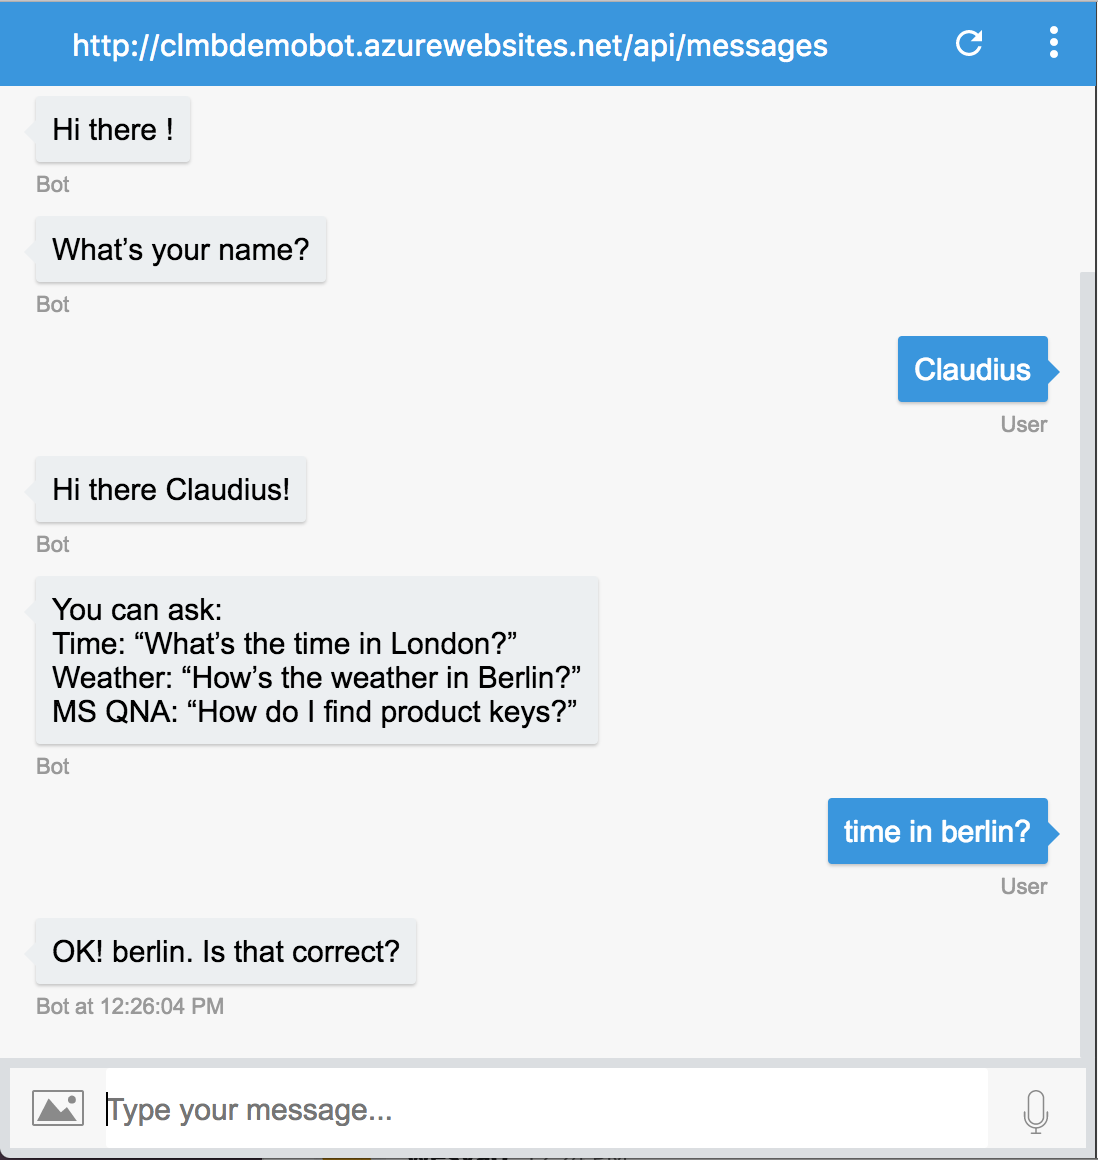 http://clmbdemobot.azurewebsites.net/api/messages
Hi there !
Bot
What’s your name?
Bot
Claudius
User
Hi there Claudius!
Bot
You can ask:
Time: “What’s the time in London?”
Weather: “How’s the weather in Berlin?”
MS QNA: “How do I find product keys?”
Bot
time in berlin?
User
OK! berlin. Is that correct?
Bot at 12:26:04 PM
Type your message...